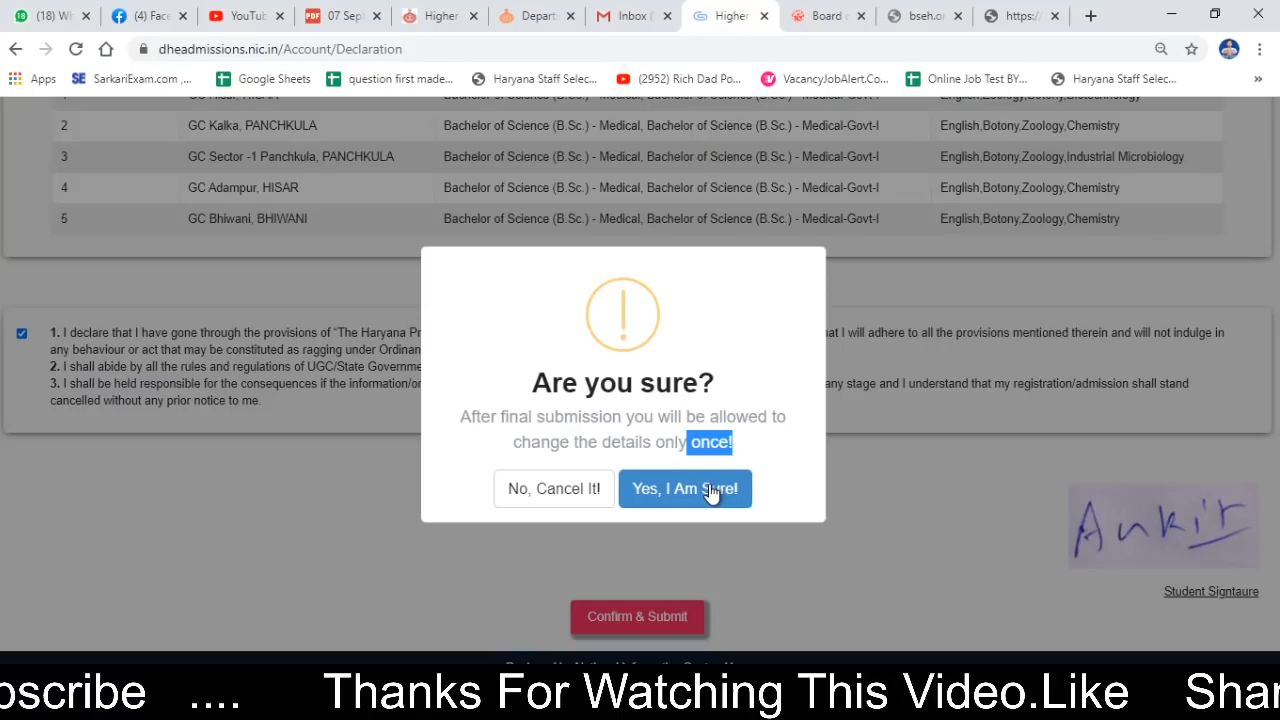 (18) W
(4) Face
YouTub
07 Sept
Higher
Depart
Inbox (
Higher
Board
bseh.or
https:/
dheadmissions.nic.in/Account/Declaration
Apps
SarkariExam.com ,...
Google Sheets
question first made...
Haryana Staff Selec...
(2952) Rich Dad Po...
VacancyJobAlert.Co...
Online Job Test BY...
Haryana Staff Selec...
»
2 GC Kalka, PANCHKULA Bachelor of Science (B.Sc.) - Medical, Bachelor of Science (B.Sc.) - Medical-Govt-I English,Botony,Zoology,Chemistry
3 GC Sector -1 Panchkula, PANCHKULA Bachelor of Science (B.Sc.) - Medical, Bachelor of Science (B.Sc.) - Medical-Govt-I English,Botony,Zoology,Industrial Microbiology
4 GC Adampur, HISAR Bachelor of Science (B.Sc.) - Medical, Bachelor of Science (B.Sc.) - Medical-Govt-I English,Botony,Zoology,Chemistry
5 GC Bhiwani, BHIWANI Bachelor of Science (B.Sc.) - Medical, Bachelor of Science (B.Sc.) - Medical-Govt-I English,Botony,Zoology,Chemistry
1. I declare that I have gone through the provisions of “The Haryana Pr t I will adhere to all the provisions mentioned therein and will not indulge in
any behaviour or act that may be constituted as ragging under Ordinan
2. I shall abide by all the rules and regulations of UGC/State Governme
3. I shall be held responsible for the consequences if the information/or any stage and I understand that my registration/admission shall stand
cancelled without any prior notice to me.
Are you sure?
After final submission you will be allowed to
change the details only once!
No, Cancel It!
Yes, I Am Sure!
Ankit
Student Signtaure
Confirm & Submit
bscribe .... Thanks For Watching This Video.Like Shar